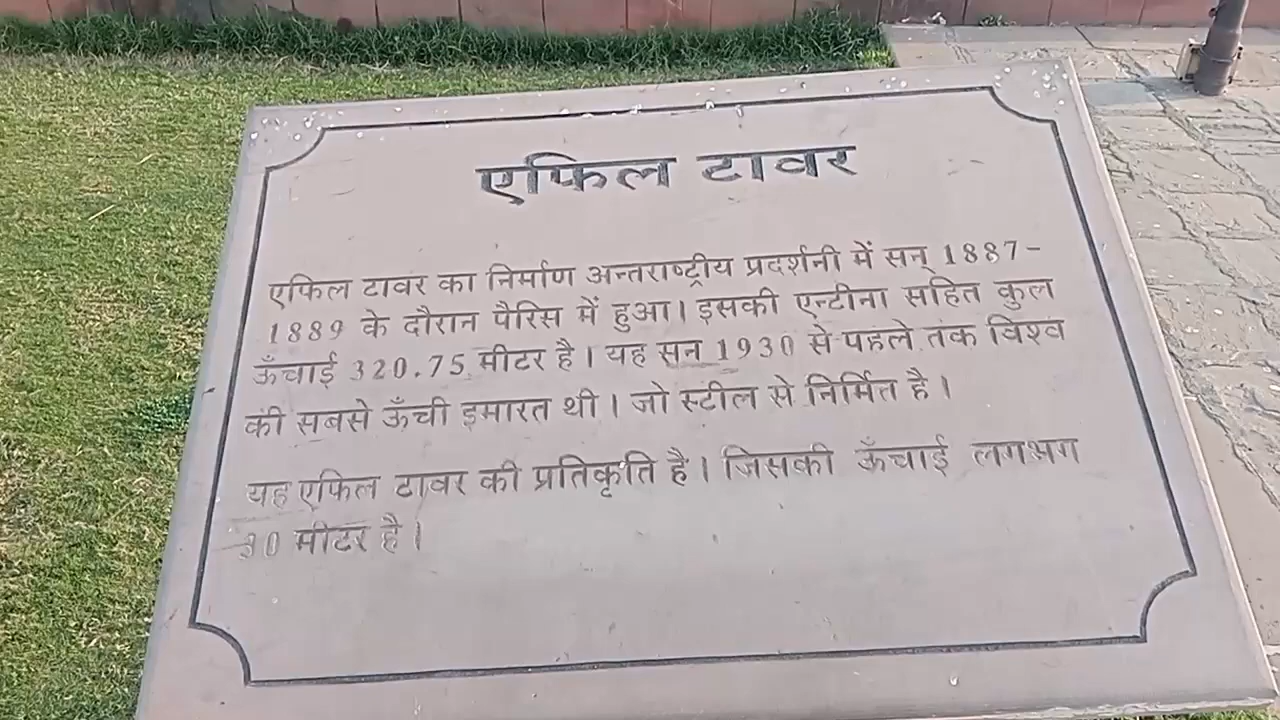 एफिल टावर
एफिल टावर का निर्माण अन्तराष्ट्रीय प्रदर्शनी में सन् 1887-
1889 के दौरान पैरिस में हुआ। इसकी एन्टीना सहित कुल
ऊँचाई 320.75 मीटर है। यह सन 1930 से पहले तक विश्व
की सबसे ऊँची इमारत थी। जो स्टील से निर्मित है।
यह एफिल टावर की प्रतिकृति है। जिसकी ऊँचाई लगभग
मीटर है।